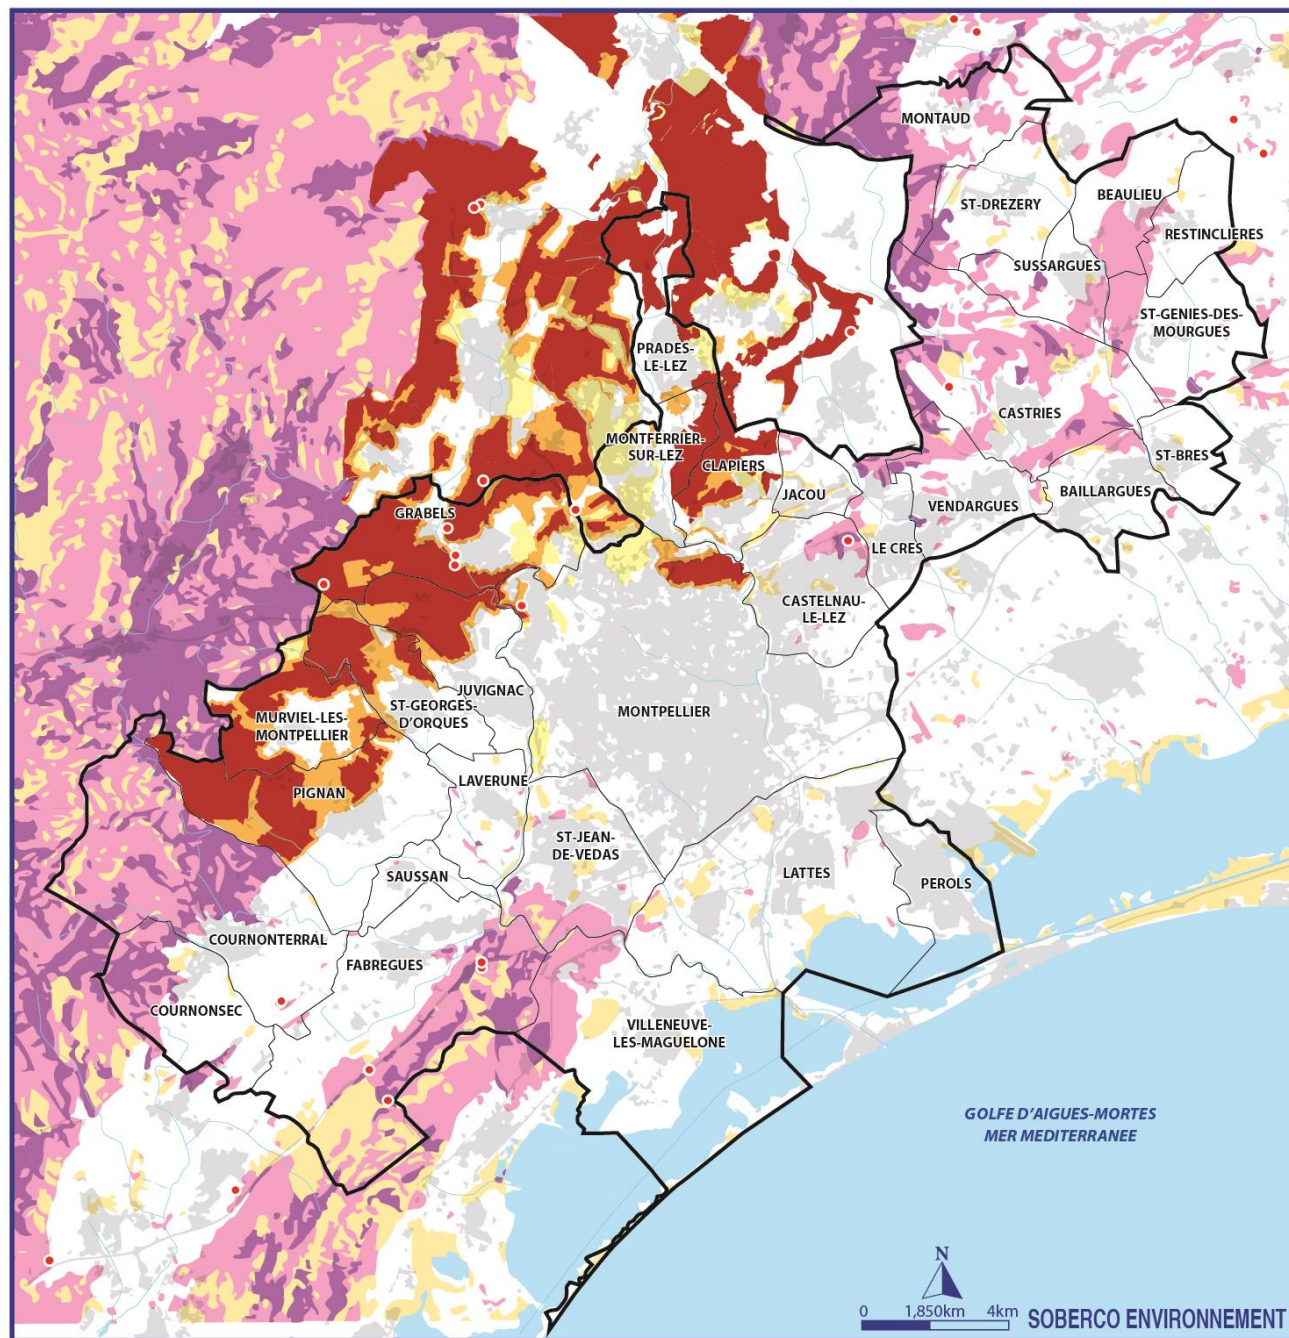 MONTAUD
BEAULIEU
ST-DREZERY
RESTINCLIERES
SUSSARGUES
ST-GENIES-DES-
MOURGUES
PRADES-
LE-LEZ
CASTRIES
MONTFERRIER-
SUR-LEZ
CLAPIERS
ST-BRES
JACOU
BAILLARGUES
VENDARGUES
GRABELS
LE CRES
CASTELNAU-
LE-LEZ
JUVIGNAC
ST-GEORGES-
D'ORQUES
MURVIEL-LES-
MONTPELLIER
MONTPELLIER
LAVERUNE
PIGNAN
ST-JEAN-
DE-VEDAS
LATTES
SAUSSAN
PEROLS
COURNONTERRAL
FABREGUES
COURNONSEC
VILLENEUVE-
LES-MAGUELONE
GOLFE D'AIGUES-MORTES
MER MEDITERRANEE
N
0 1,850km 4km
SOBERCO ENVIRONNEMENT